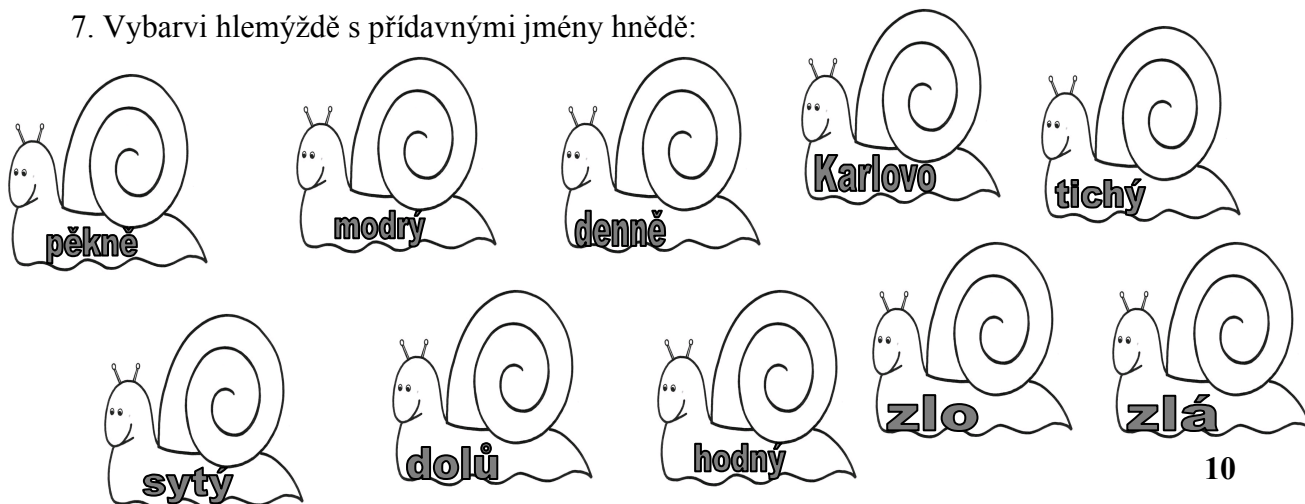 7. Vybarvi hlemýždě s přídavnými jmény hnědě:
pěkně
modrý
denně
Karlovo
tichý
sytý
dolů
hodný
zlo
zlá
10